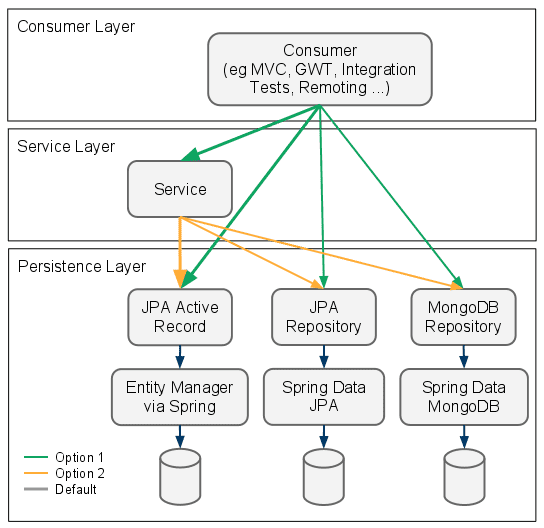 Consumer Layer
Consumer
(eg MVC, GWT, Integration
Tests, Remoting ...)
Service Layer
Service
Persistence Layer
JPA Active
Record
JPA
Repository
MongoDB
Repository
Entity Manager
via Spring
Spring Data
JPA
Spring Data
MongoDB
Option 1
Option 2
Default